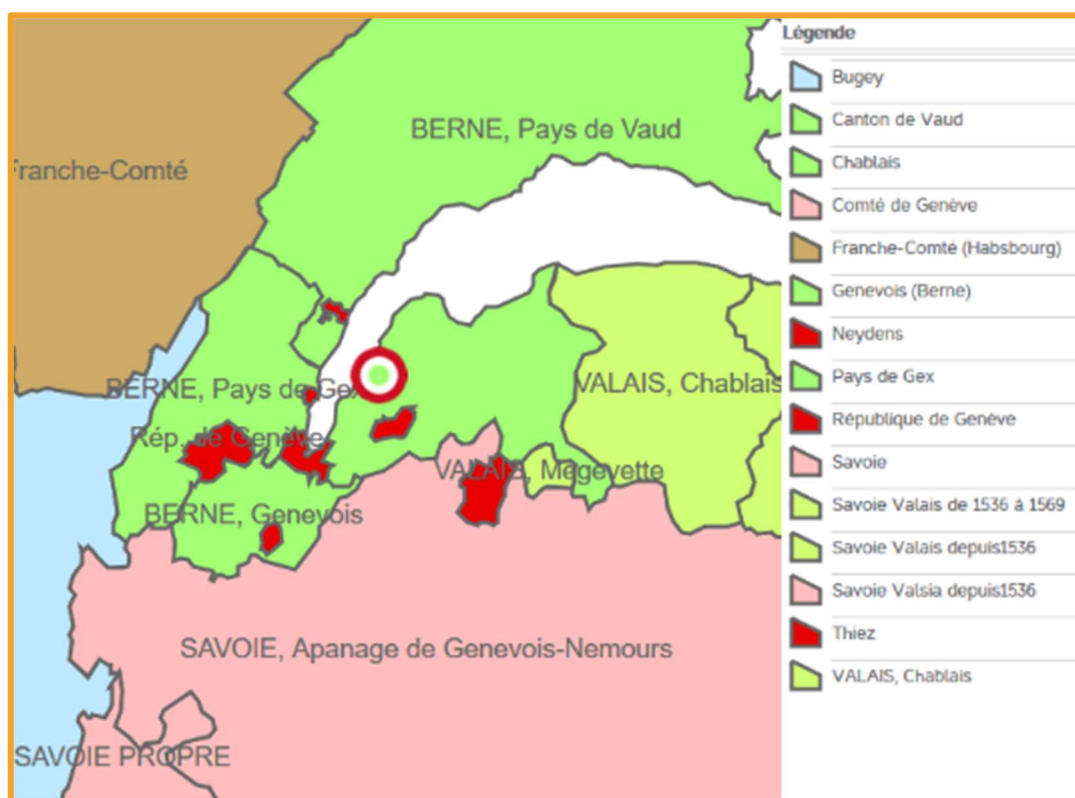 BERNE, Pays de Vaud
Franche-Comté
BERNE, Pays de Gex
VALAIS, Chablais
Rép. de Genève
VALAIS, Mégevette
BERNE, Genevois
SAVOIE, Apanage de Genevois-Nemours
SAVOIE PROPRE
Légende
Bugey
Canton de Vaud
Chablais
Comté de Genève
Franche-Comté (Habsbourg)
Genevois (Berne)
Neydens
Pays de Gex
République de Genève
Savoie
Savoie Valais de 1536 à 1569
Savoie Valais depuis1536
Savoie Valsia depuis1536
Thiez
VALAIS, Chablais